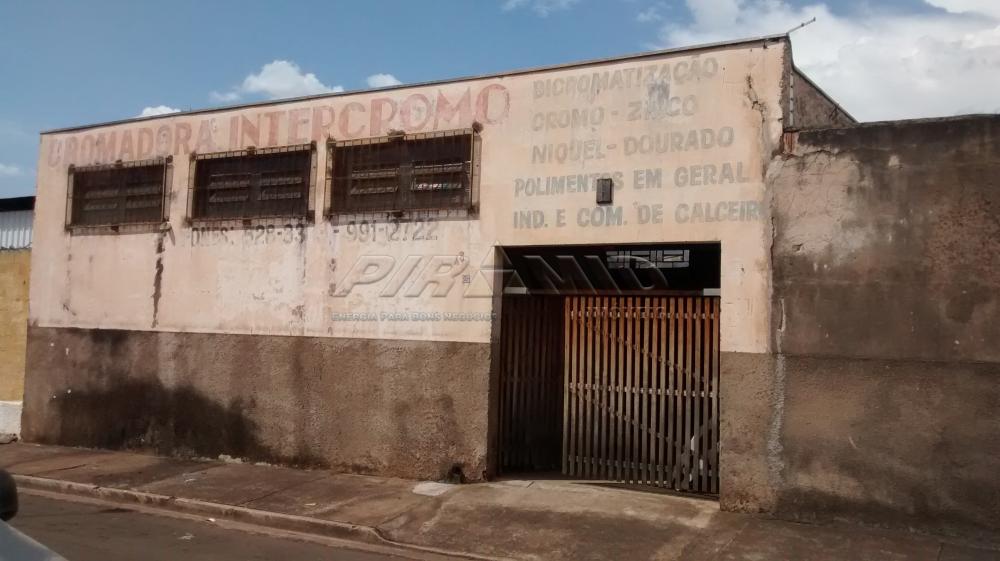 CROMADORA INTERCROMO
BICROMATIZAÇÃO
CROMO - ZINCO
NIQUEL - DOURADO
POLIMENTOS EM GERAL
IND. E COM. DE CALCEIRO
991-2722
PIRAMIDE
ENERGIA PARA BONS NEGÓCIOS